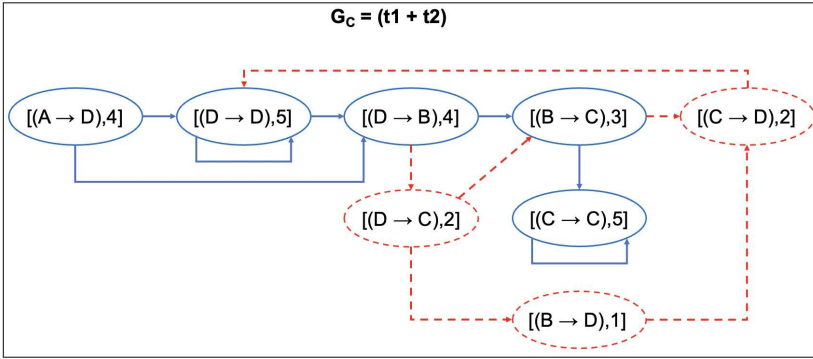 G_C = (t1 + t2)
[(A → D),4]
[(D → D),5]
[(D → B),4]
[(B → C),3]
[(C → D),2]
[(D → C),2]
[(C → C),5]
[(B → D),1]